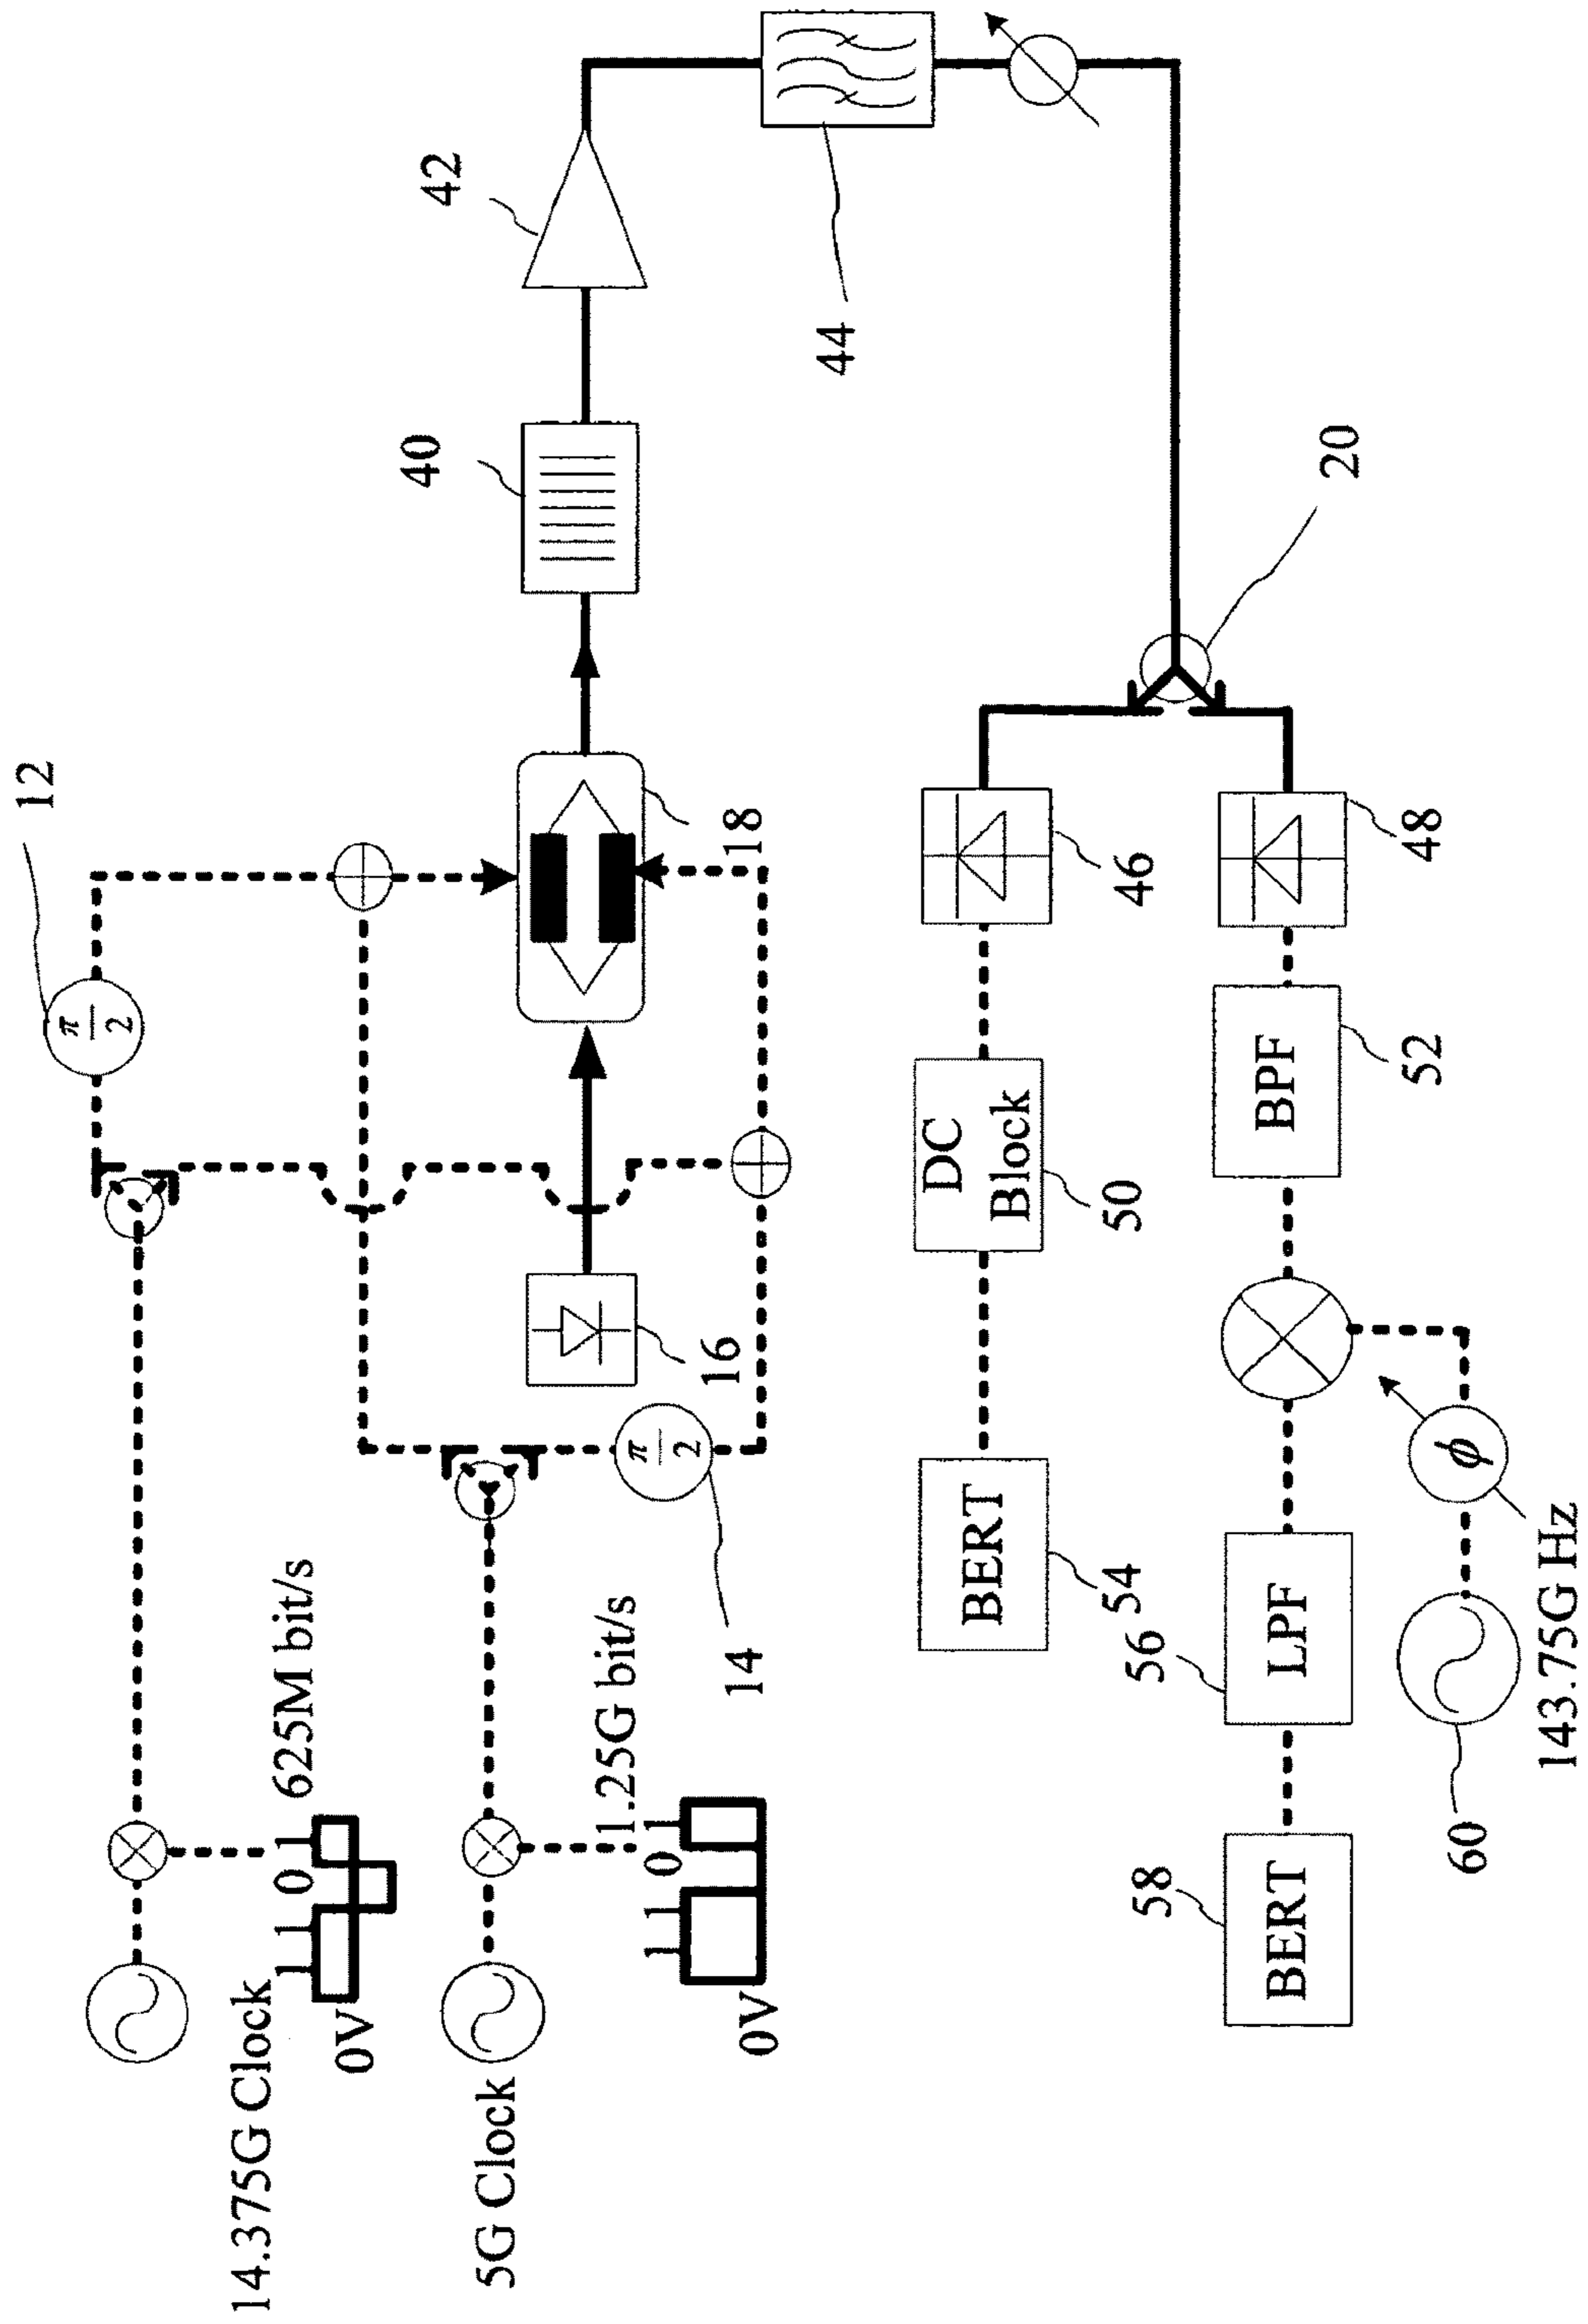 14.375G Clock
1 1 0 1
625M bit/s
0V
π
2
12
5G Clock
1 1 0 1
1.25G bit/s
0V
π
2
14
16
18
40
42
44
20
BERT
54
DC
Block
50
46
BERT
58
LPF
56
BPF
52
48
60
ϕ
143.75G Hz